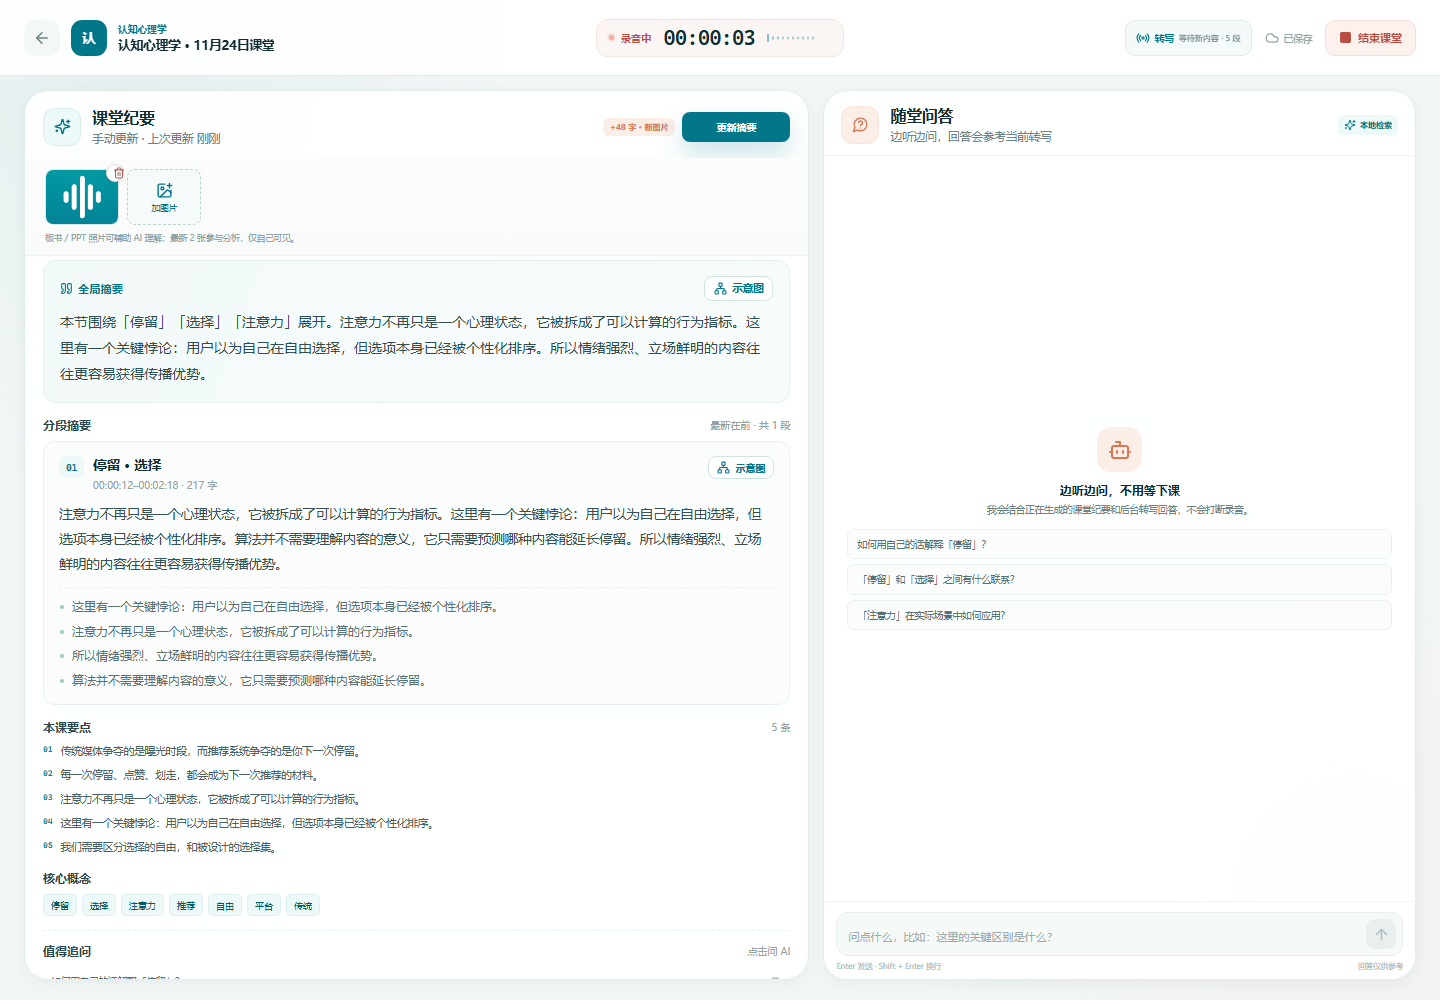 认
认知心理学
认知心理学 • 11月24日课堂
录音中 00:00:03
转写 等待新内容 · 5 段
已保存
结束课堂
课堂纪要
手动更新 · 上次更新 刚刚
+48 字 • 新图片
更新摘要
加图片
板书 / PPT 照片可辅助 AI 理解；最新 2 张参与分析，仅自己可见。
全局摘要
示意图
本节围绕「停留」「选择」「注意力」展开。注意力不再只是一个心理状态，它被拆成了可以计算的行为指标。这
里有一个关键悖论：用户以为自己在自由选择，但选项本身已经被个性化排序。所以情绪强烈、立场鲜明的内容往
往更容易获得传播优势。
分段摘要
最新在前 · 共 1 段
01 停留 • 选择
00:00:12–00:02:18 · 217 字
示意图
注意力不再只是一个心理状态，它被拆成了可以计算的行为指标。这里有一个关键悖论：用户以为自己在自由选择，但
选项本身已经被个性化排序。算法并不需要理解内容的意义，它只需要预测哪种内容能延长停留。所以情绪强烈、立场
鲜明的内容往往更容易获得传播优势。
这里有一个关键悖论：用户以为自己在自由选择，但选项本身已经被个性化排序。
注意力不再只是一个心理状态，它被拆成了可以计算的行为指标。
所以情绪强烈、立场鲜明的内容往往更容易获得传播优势。
算法并不需要理解内容的意义，它只需要预测哪种内容能延长停留。
本课要点
5 条
01 传统媒体争夺的是曝光时段，而推荐系统争夺的是你下一次停留。
02 每一次停留、点赞、划走，都会成为下一次推荐的材料。
03 注意力不再只是一个心理状态，它被拆成了可以计算的行为指标。
04 这里有一个关键悖论：用户以为自己在自由选择，但选项本身已经被个性化排序。
05 我们需要区分选择的自由，和被设计的选择集。
核心概念
停留 选择 注意力 推荐 自由 平台 传统
值得追问
点击问 AI
随堂问答
边听边问，回答会参考当前转写
本地检索
边听边问，不用等下课
我会结合正在生成的课堂纪要和后台转写回答，不会打断录音。
如何用自己的话解释「停留」？
「停留」和「选择」之间有什么联系？
「注意力」在实际场景中如何应用？
问点什么，比如：这里的关键区别是什么？
Enter 发送 · Shift + Enter 换行
回答仅供参考